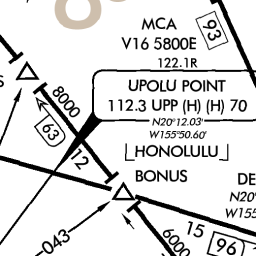 MCA
V16 5800E
93
122.1R
UPOLU POINT
112.3 UPP (H) (H) 70
N20°12.03'
W155°50.60'
HONOLULU
BONUS
8000
63
12
043
6000
15
96
DE
N20°
W155
S